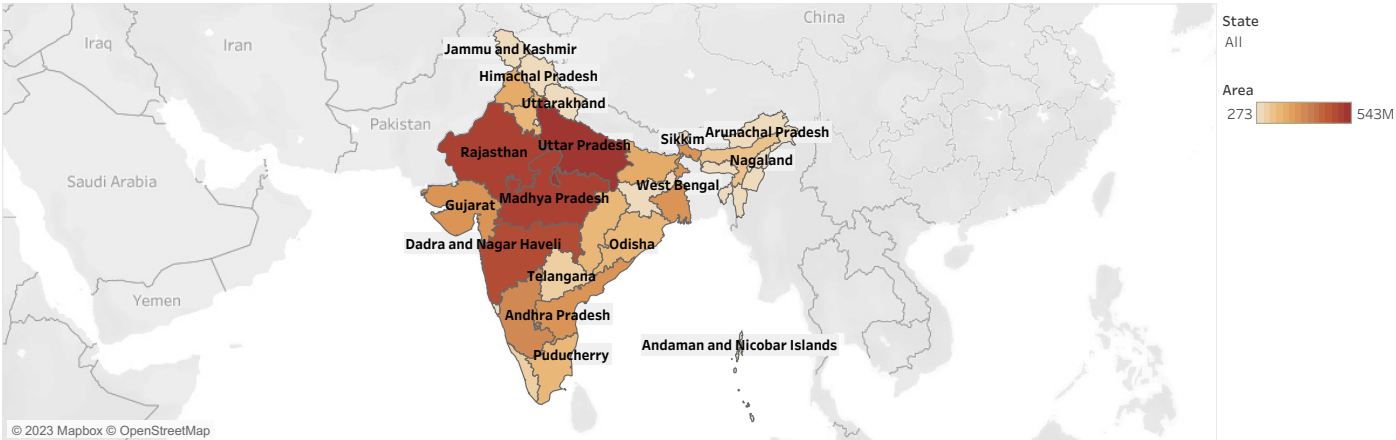 China
Iraq
Iran
Jammu and Kashmir
Himachal Pradesh
Uttarakhand
Pakistan
Sikkim
Arunachal Pradesh
Rajasthan
Uttar Pradesh
Nagaland
Saudi Arabia
West Bengal
Madhya Pradesh
Gujarat
Dadra and Nagar Haveli
Odisha
Telangana
Yemen
Andhra Pradesh
Andaman and Nicobar Islands
Puducherry
© 2023 Mapbox © OpenStreetMap
State
All
Area
273 543M